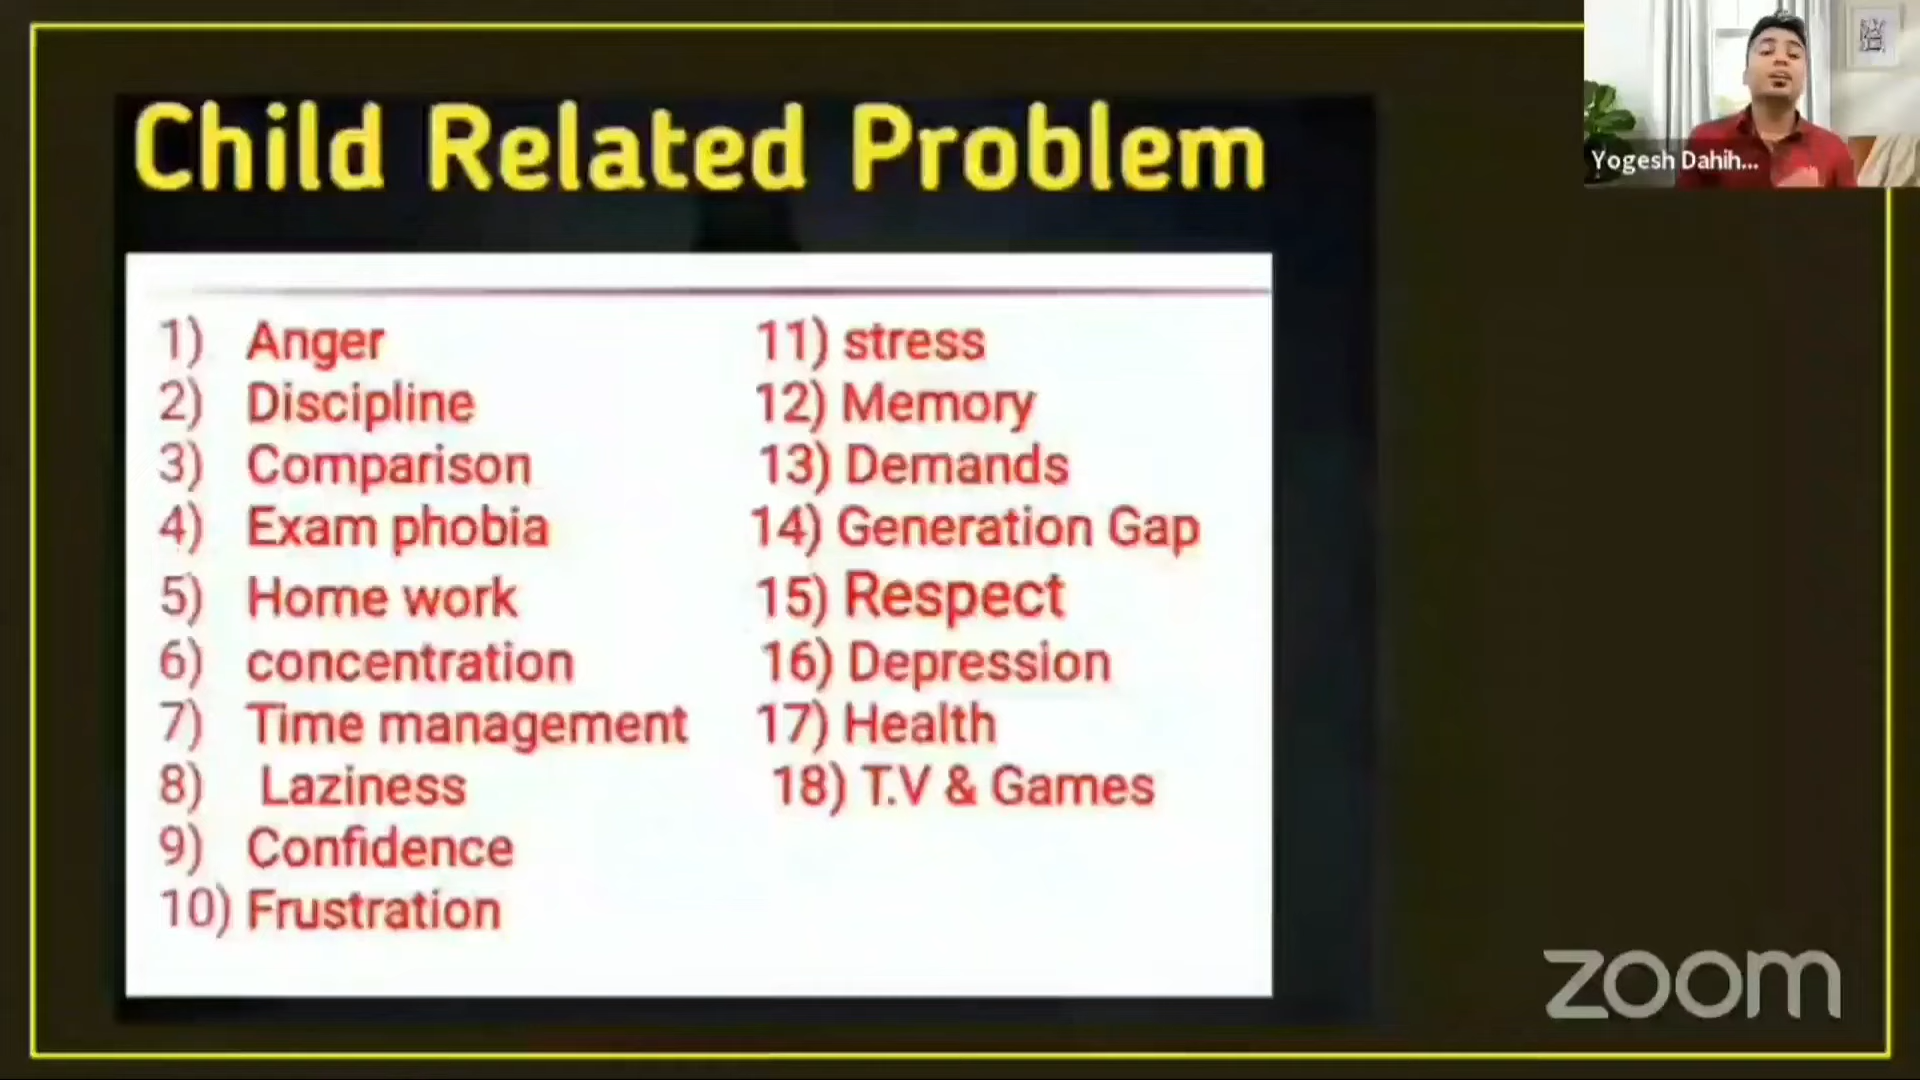 Child Related Problem
Yogesh Dahih...
1) Anger
2) Discipline
3) Comparison
4) Exam phobia
5) Home work
6) concentration
7) Time management
8) Laziness
9) Confidence
10) Frustration
11) stress
12) Memory
13) Demands
14) Generation Gap
15) Respect
16) Depression
17) Health
18) T.V & Games
zoom